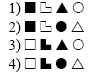 1) ■ ⌊ ▲ ○
2) ■ ⌊ ● △
3) □ ⌊ ▲ ○
4) □ ⌊ ● △